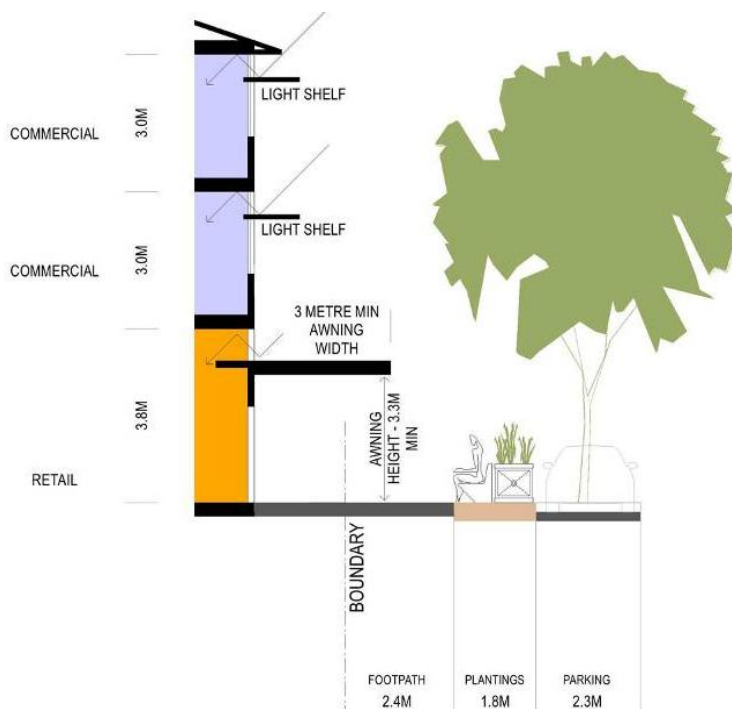 LIGHT SHELF
COMMERCIAL
3.0M
LIGHT SHELF
COMMERCIAL
3.0M
3 METRE MIN
AWNING
WIDTH
3.8M
AWNING
HEIGHT - 3.3M
MIN
RETAIL
BOUNDARY
FOOTPATH
2.4M
PLANTINGS
1.8M
PARKING
2.3M